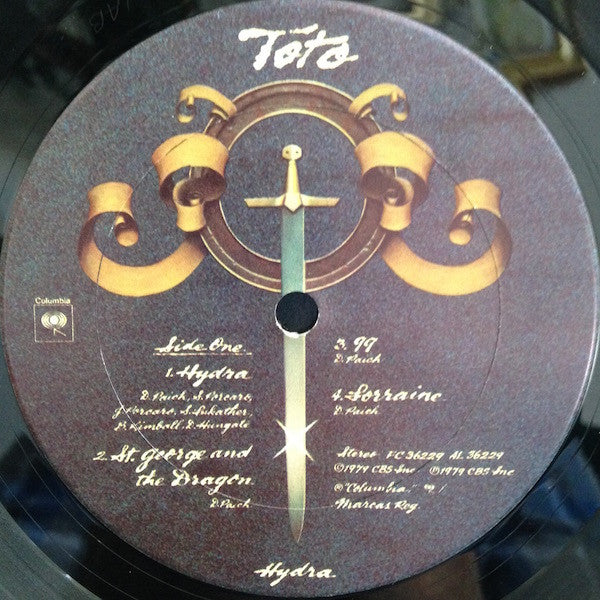 Toto
Columbia
Side One
1. Hydra
D. Paich, S. Porcaro,
J. Porcaro, S. Lukather,
B. Kimball, D. Hungate
2. St. George and
the Dragon
D. Paich
3. 99
D. Paich
4. Lorraine
D. Paich
Stereo FC 36229 AL 36229
℗1979 CBS Inc ©1979 CBS Inc
® "Columbia,"
Marcas Reg.
Hydra